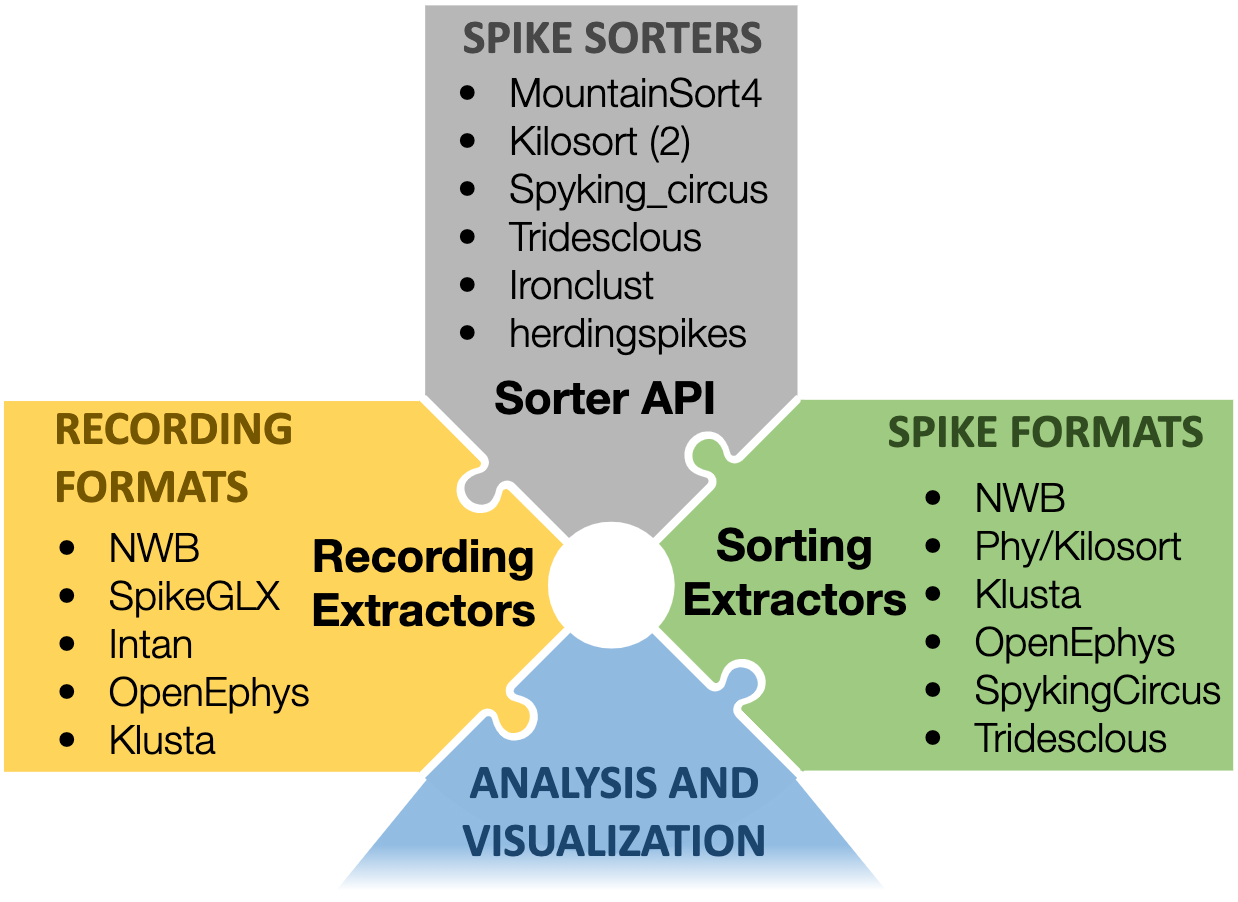 SPIKE SORTERS
• MountainSort4
• Kilosort (2)
• Spyking_circus
• Tridesclous
• Ironclust
• herdingspikes
Sorter API
RECORDING
FORMATS
• NWB
• SpikeGLX
• Intan
• OpenEphys
• Klusta
Recording
Extractors
SPIKE FORMATS
• NWB
• Phy/Kilosort
• Klusta
• OpenEphys
• SpykingCircus
• Tridesclous
Sorting
Extractors
ANALYSIS AND
VISUALIZATION